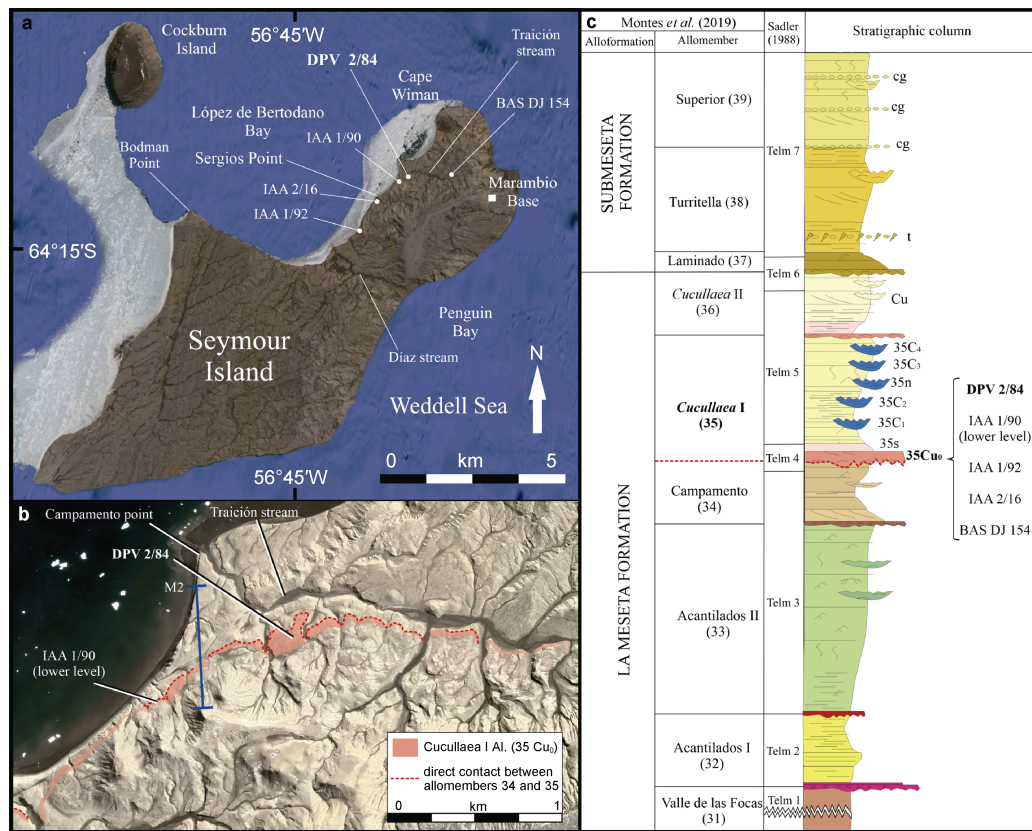 a
Cockburn
Island
56°45'W
DPV 2/84
Traición
stream
Cape
Wiman
BAS DJ 154
López de Bertodano
Bay
IAA 1/90
Bodman
Point
Sergios Point
IAA 2/16
Marambio
Base
IAA 1/92
64°15'S
Penguin
Bay
Seymour
Island
Díaz stream
N
Weddell Sea
0 km 5
56°45'W
b
Campamento point
Traición stream
DPV 2/84
M2
IAA 1/90
(lower level)
Cucullaea I Al. (35 Cu₀)
direct contact between
allomembers 34 and 35
0 km 1
c
Montes et al. (2019)
Sadler
(1988)
Stratigraphic column
Alloformation
Allomember
SUBMESETA
FORMATION
Superior (39)
Telm 7
cg
cg
cg
Turritella
(38)
t
Laminado (37)
Telm 6
LA MESETA FORMATION
Cucullaea II
(36)
Cu
Telm 5
35C₄
35C₃
35n
35C₂
35C₁
Cucullaea I
(35)
35s
Telm 4
35Cu₀
DPV 2/84
IAA 1/90
(lower level)
IAA 1/92
IAA 2/16
BAS DJ 154
Campamento
(34)
Telm 3
Acantilados II
(33)
Acantilados I
(32)
Telm 2
Valle de las Focas
(31)
Telm 1